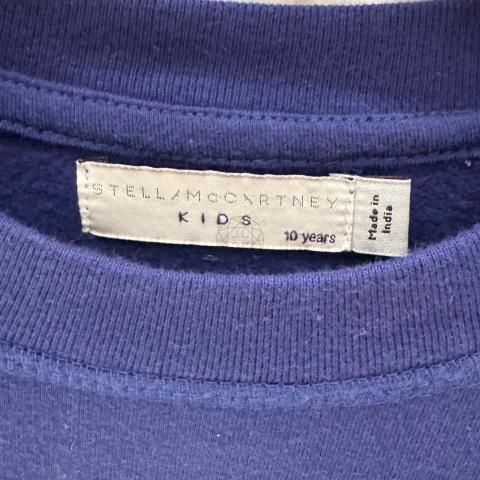 STELLA McCARTNEY
KIDS
10 years
Made in
India